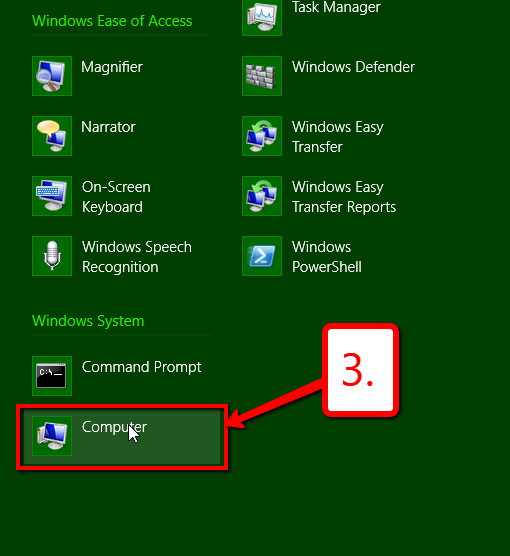 Windows Ease of Access
Magnifier
Narrator
On-Screen
Keyboard
Windows Speech
Recognition
Windows System
Command Prompt
Computer
Task Manager
Windows Defender
Windows Easy
Transfer
Windows Easy
Transfer Reports
Windows
PowerShell
3.